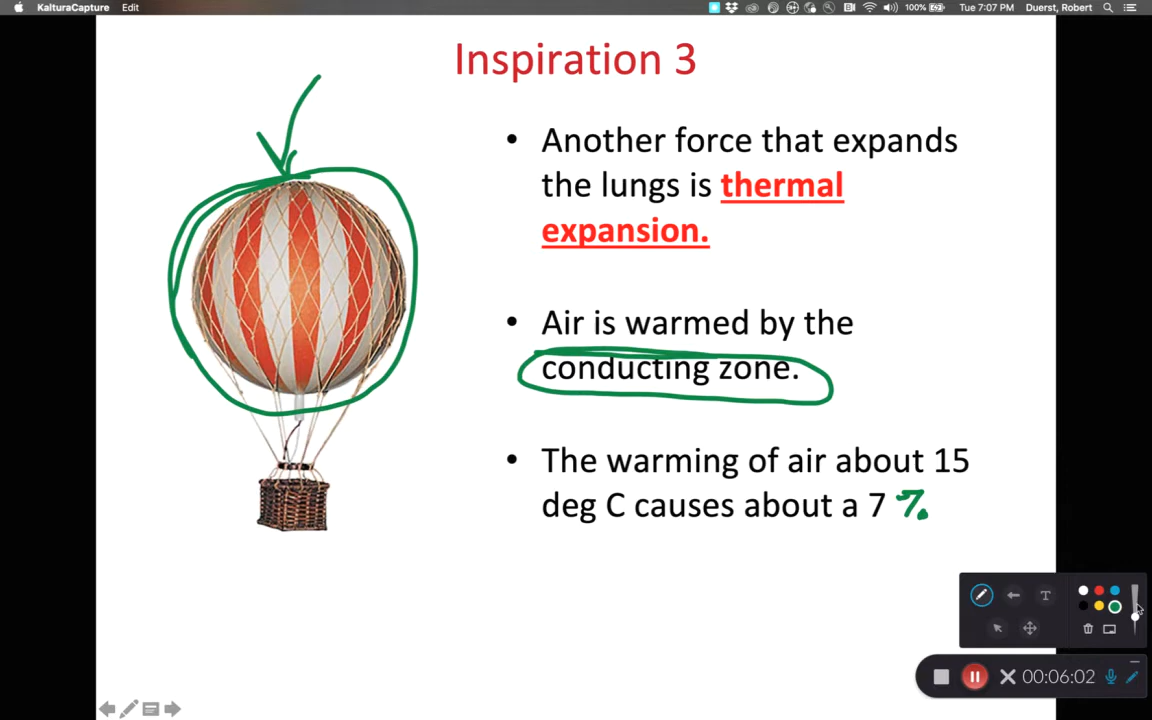 KalturaCapture Edit 100% Tue 7:07 PM Duerst, Robert
Inspiration 3
• Another force that expands
the lungs is thermal
expansion.
• Air is warmed by the
conducting zone.
• The warming of air about 15
deg C causes about a 7 %
T
00:06:02